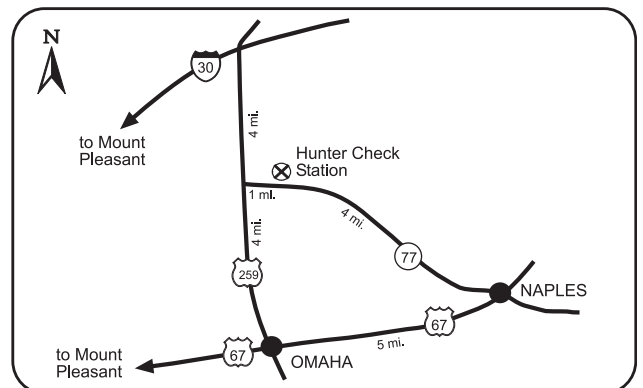 N
30
to Mount
Pleasant
4 mi.
Hunter Check
Station
1 mi.
4 mi.
4 mi.
77
259
NAPLES
67
5 mi.
to Mount
Pleasant
67
OMAHA